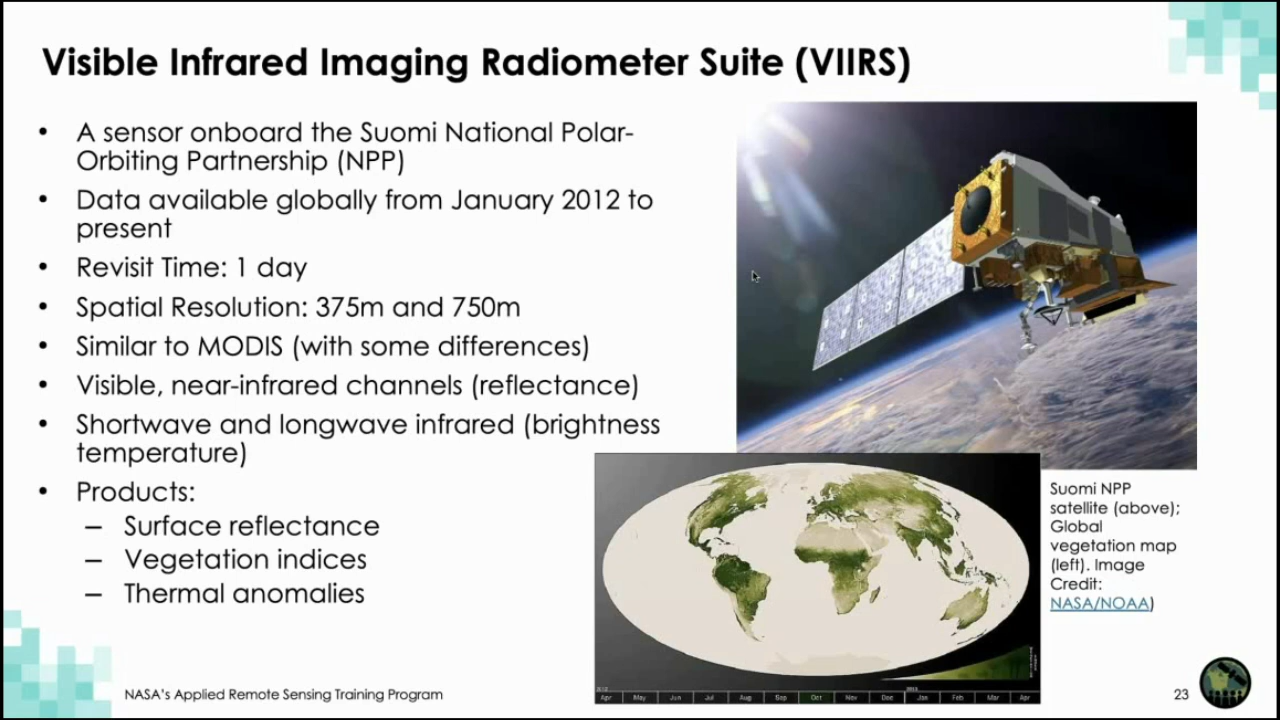 Visible Infrared Imaging Radiometer Suite (VIIRS)
• A sensor onboard the Suomi National Polar-
Orbiting Partnership (NPP)
• Data available globally from January 2012 to
present
• Revisit Time: 1 day
• Spatial Resolution: 375m and 750m
• Similar to MODIS (with some differences)
• Visible, near-infrared channels (reflectance)
• Shortwave and longwave infrared (brightness
temperature)
• Products:
– Surface reflectance
– Vegetation indices
– Thermal anomalies
Suomi NPP
satellite (above);
Global
vegetation map
(left). Image
Credit:
NASA/NOAA)
2012
Apr May Jun Jul Aug Sep Oct Nov Dec Jan Feb Mar Apr
NASA's Applied Remote Sensing Training Program
23